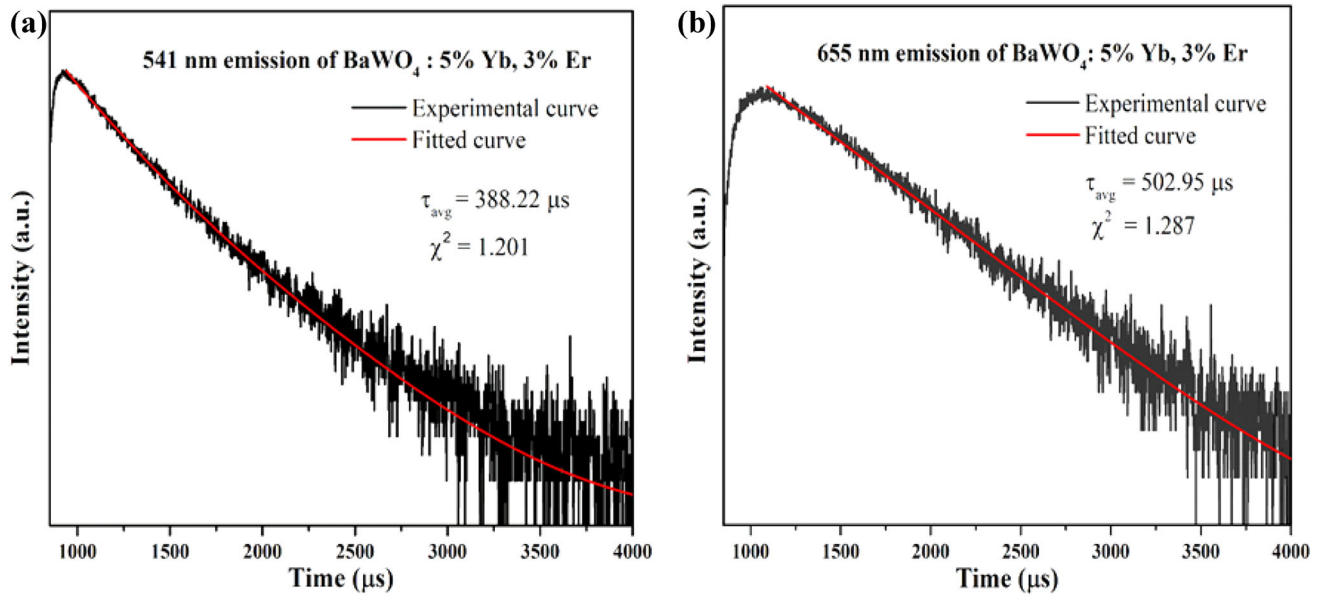 (a)
541 nm emission of BaWO₄ : 5% Yb, 3% Er
Experimental curve
Fitted curve
τavg = 388.22 μs
χ² = 1.201
Intensity (a.u.)
1000 1500 2000 2500 3000 3500 4000
Time (μs)
(b)
655 nm emission of BaWO₄: 5% Yb, 3% Er
Experimental curve
Fitted curve
τavg = 502.95 μs
χ² = 1.287
Intensity (a.u.)
1000 1500 2000 2500 3000 3500 4000
Time (μs)